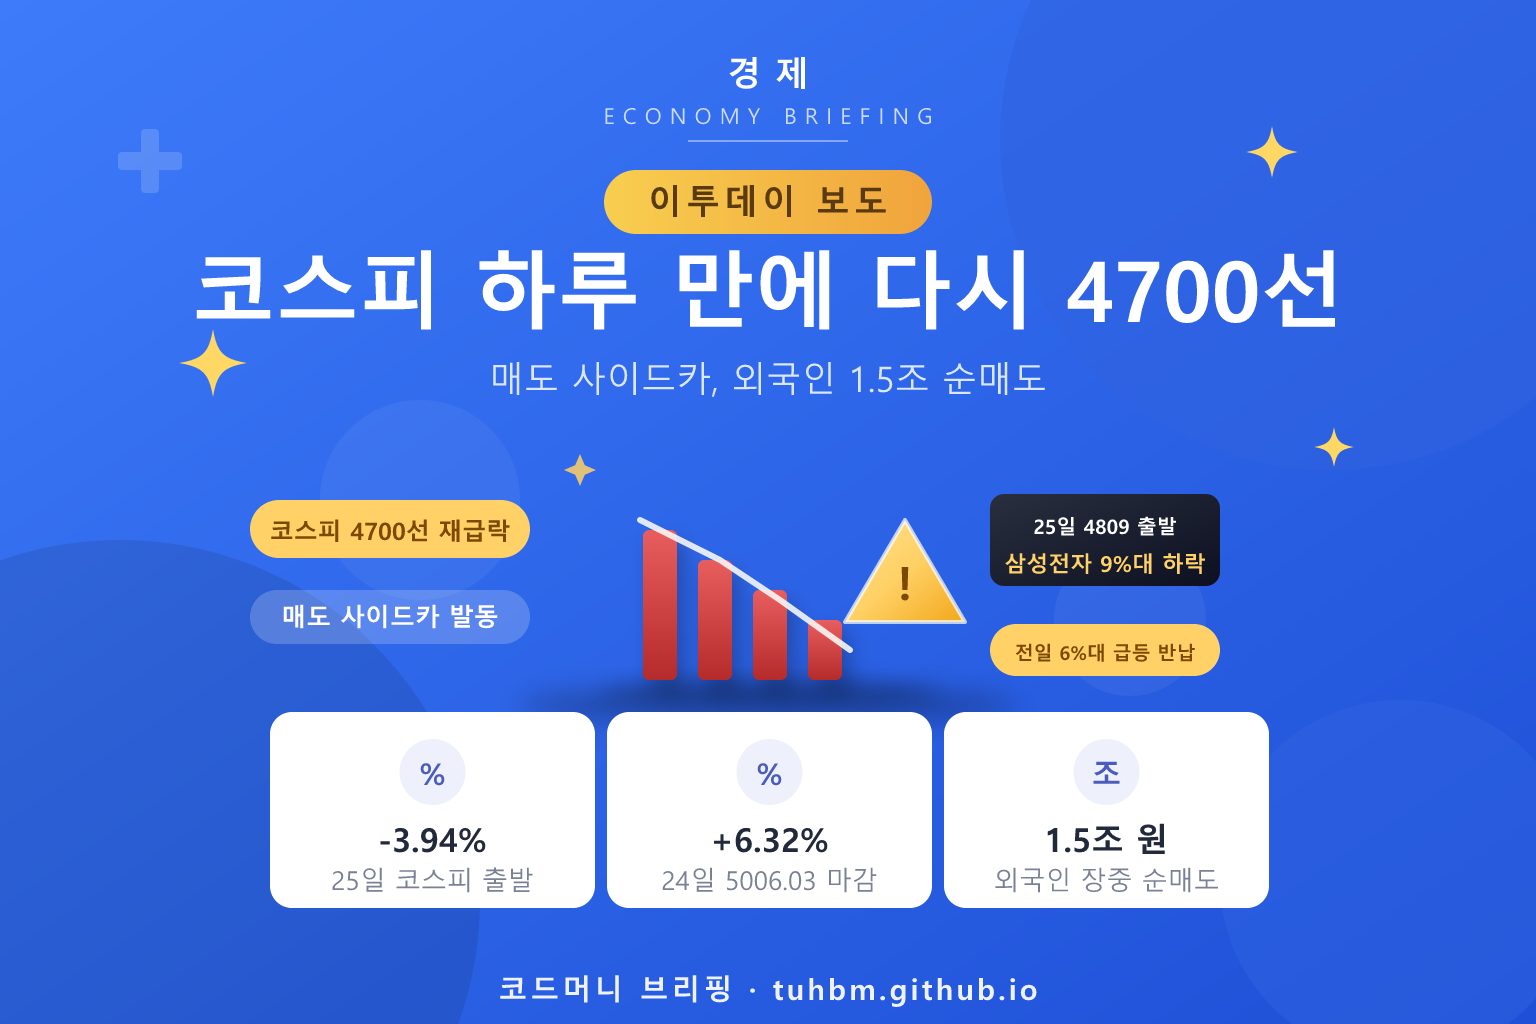 경제
ECONOMY BRIEFING
이투데이 보도
코스피 하루 만에 다시 4700선
매도 사이드카, 외국인 1.5조 순매도
코스피 4700선 재급락
매도 사이드카 발동
!
25일 4809 출발
삼성전자 9%대 하락
전일 6%대 급등 반납
%
-3.94%
25일 코스피 출발
%
+6.32%
24일 5006.03 마감
조
1.5조 원
외국인 장중 순매도
코드머니 브리핑 · tuhbm.github.io